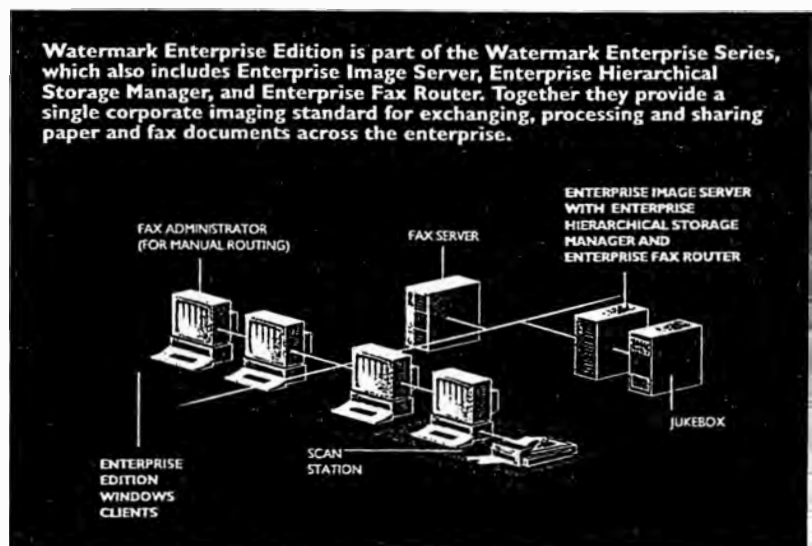 Watermark Enterprise Edition is part of the Watermark Enterprise Series,
which also includes Enterprise Image Server, Enterprise Hierarchical
Storage Manager, and Enterprise Fax Router. Together they provide a
single corporate imaging standard for exchanging, processing and sharing
paper and fax documents across the enterprise.
ENTERPRISE IMAGE SERVER
WITH ENTERPRISE
HIERARCHICAL STORAGE
MANAGER AND
ENTERPRISE FAX ROUTER
FAX ADMINISTRATOR
(FOR MANUAL ROUTING)
FAX SERVER
JUKEBOX
SCAN
STATION
ENTERPRISE
EDITION
WINDOWS
CLIENTS